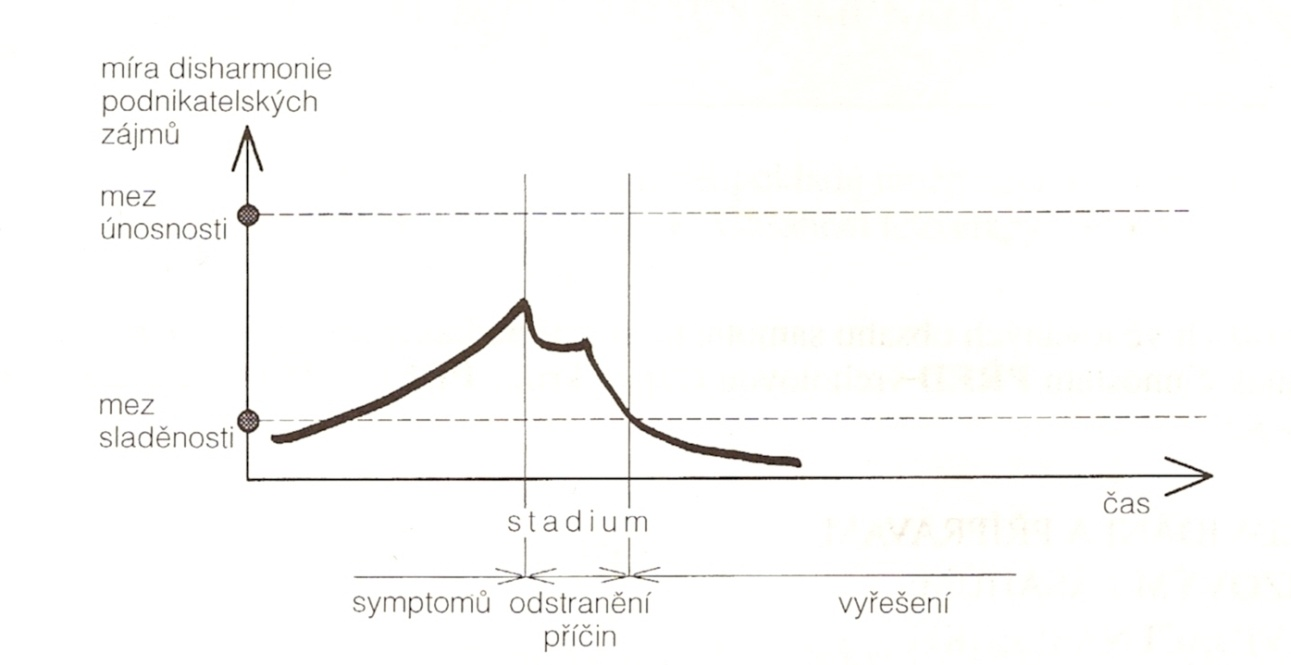 míra disharmonie
podnikatelských
zájmů
mez
únosnosti
mez
sladěnosti
čas
stadium
symptomů odstranění vyřešení
příčin